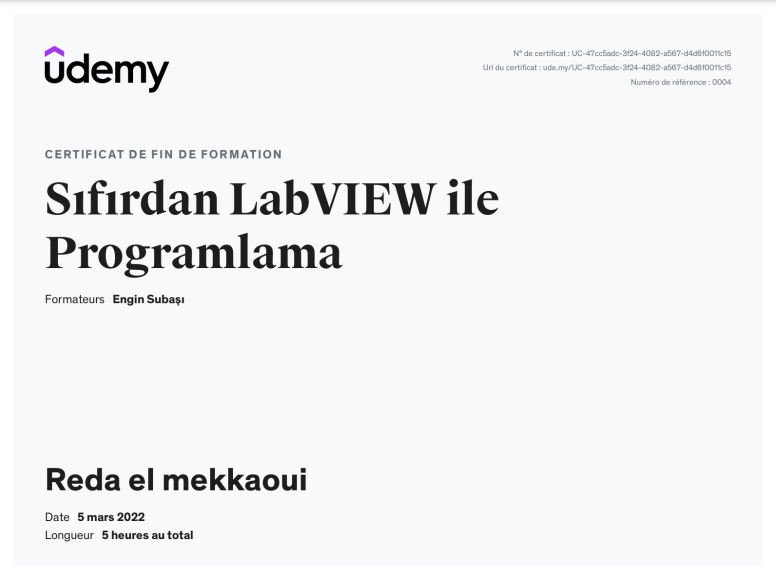 udemy
N° de certificat : UC-47cc5adc-3f24-4082-a567-d4d6f0011c15
Url du certificat : ude.my/UC-47cc5adc-3f24-4082-a567-d4d6f0011c15
Numéro de référence : 0004
CERTIFICAT DE FIN DE FORMATION
Sıfırdan LabVIEW ile
Programlama
Formateurs Engin Subaşı
Reda el mekkaoui
Date 5 mars 2022
Longueur 5 heures au total